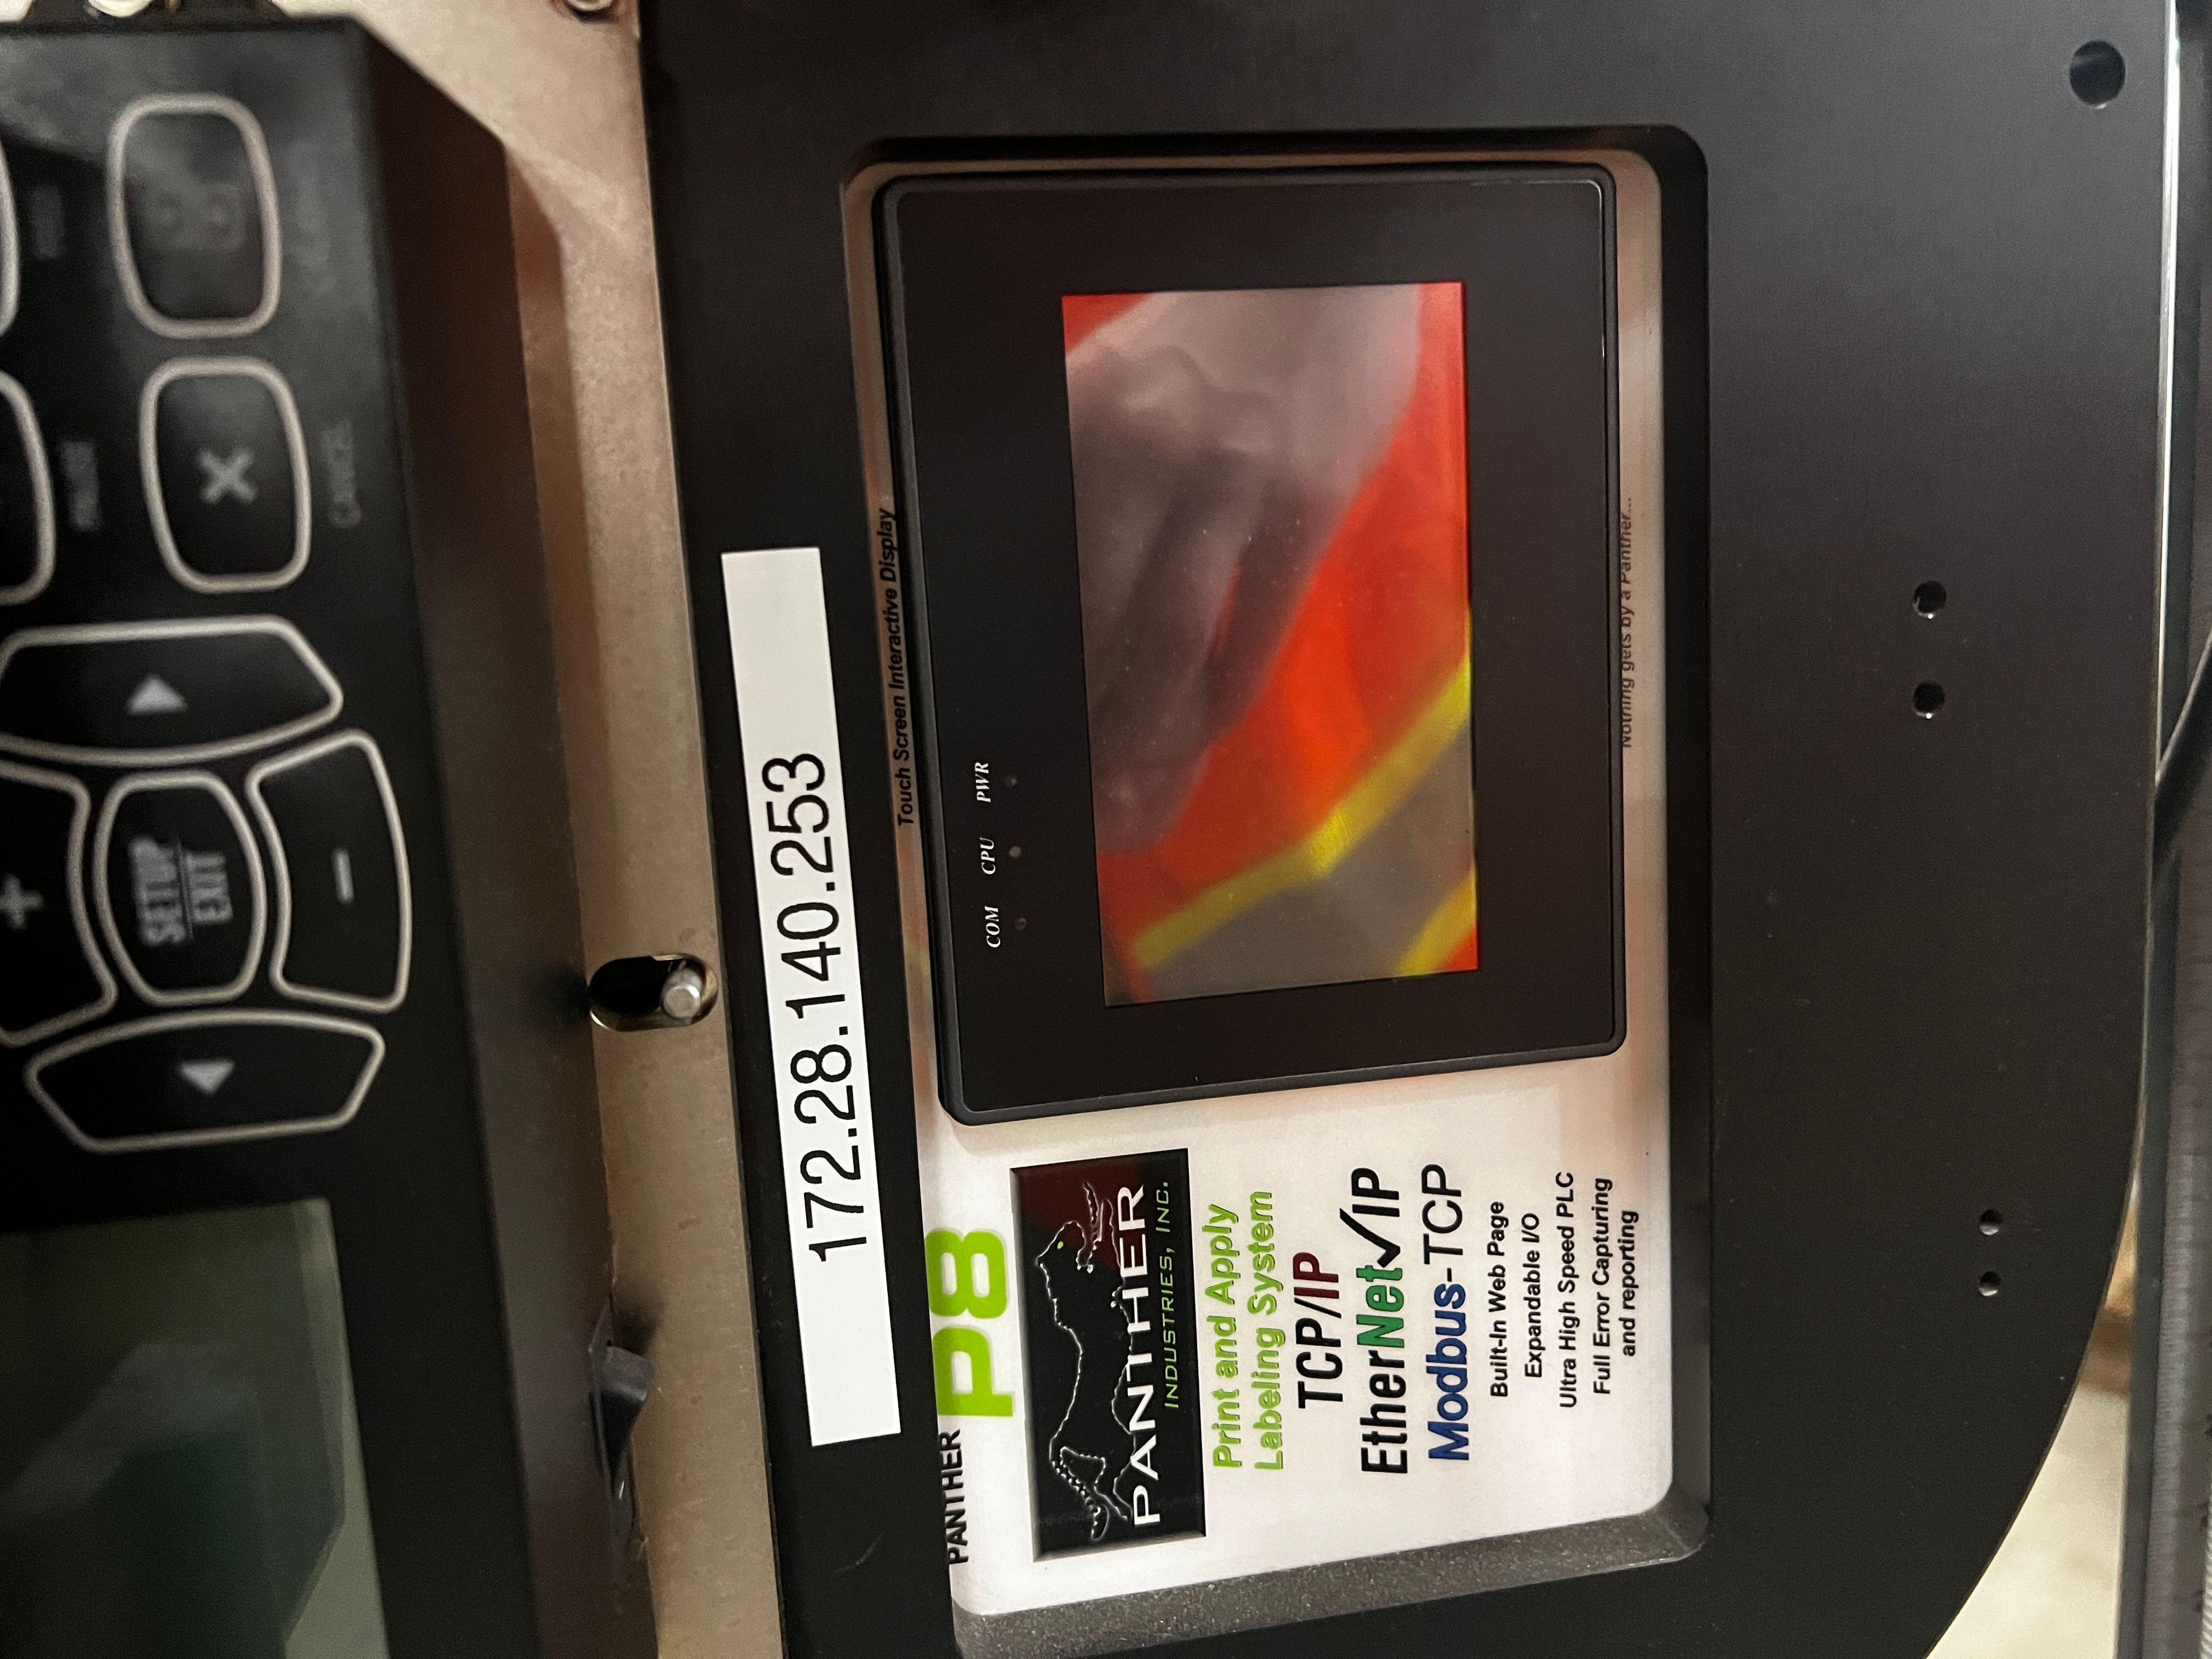 PAUSE
CANCEL
+
SETUP
EXIT
-
172.28.140.253
Touch Screen Interactive Display
PANTHER P8
PANTHER
INDUSTRIES, INC.
Print and Apply
Labeling System
TCP/IP
EtherNet✓IP
Modbus-TCP
Built-In Web Page
Expandable I/O
Ultra High Speed PLC
Full Error Capturing
and reporting
COM CPU PWR
Nothing gets by a Panther...